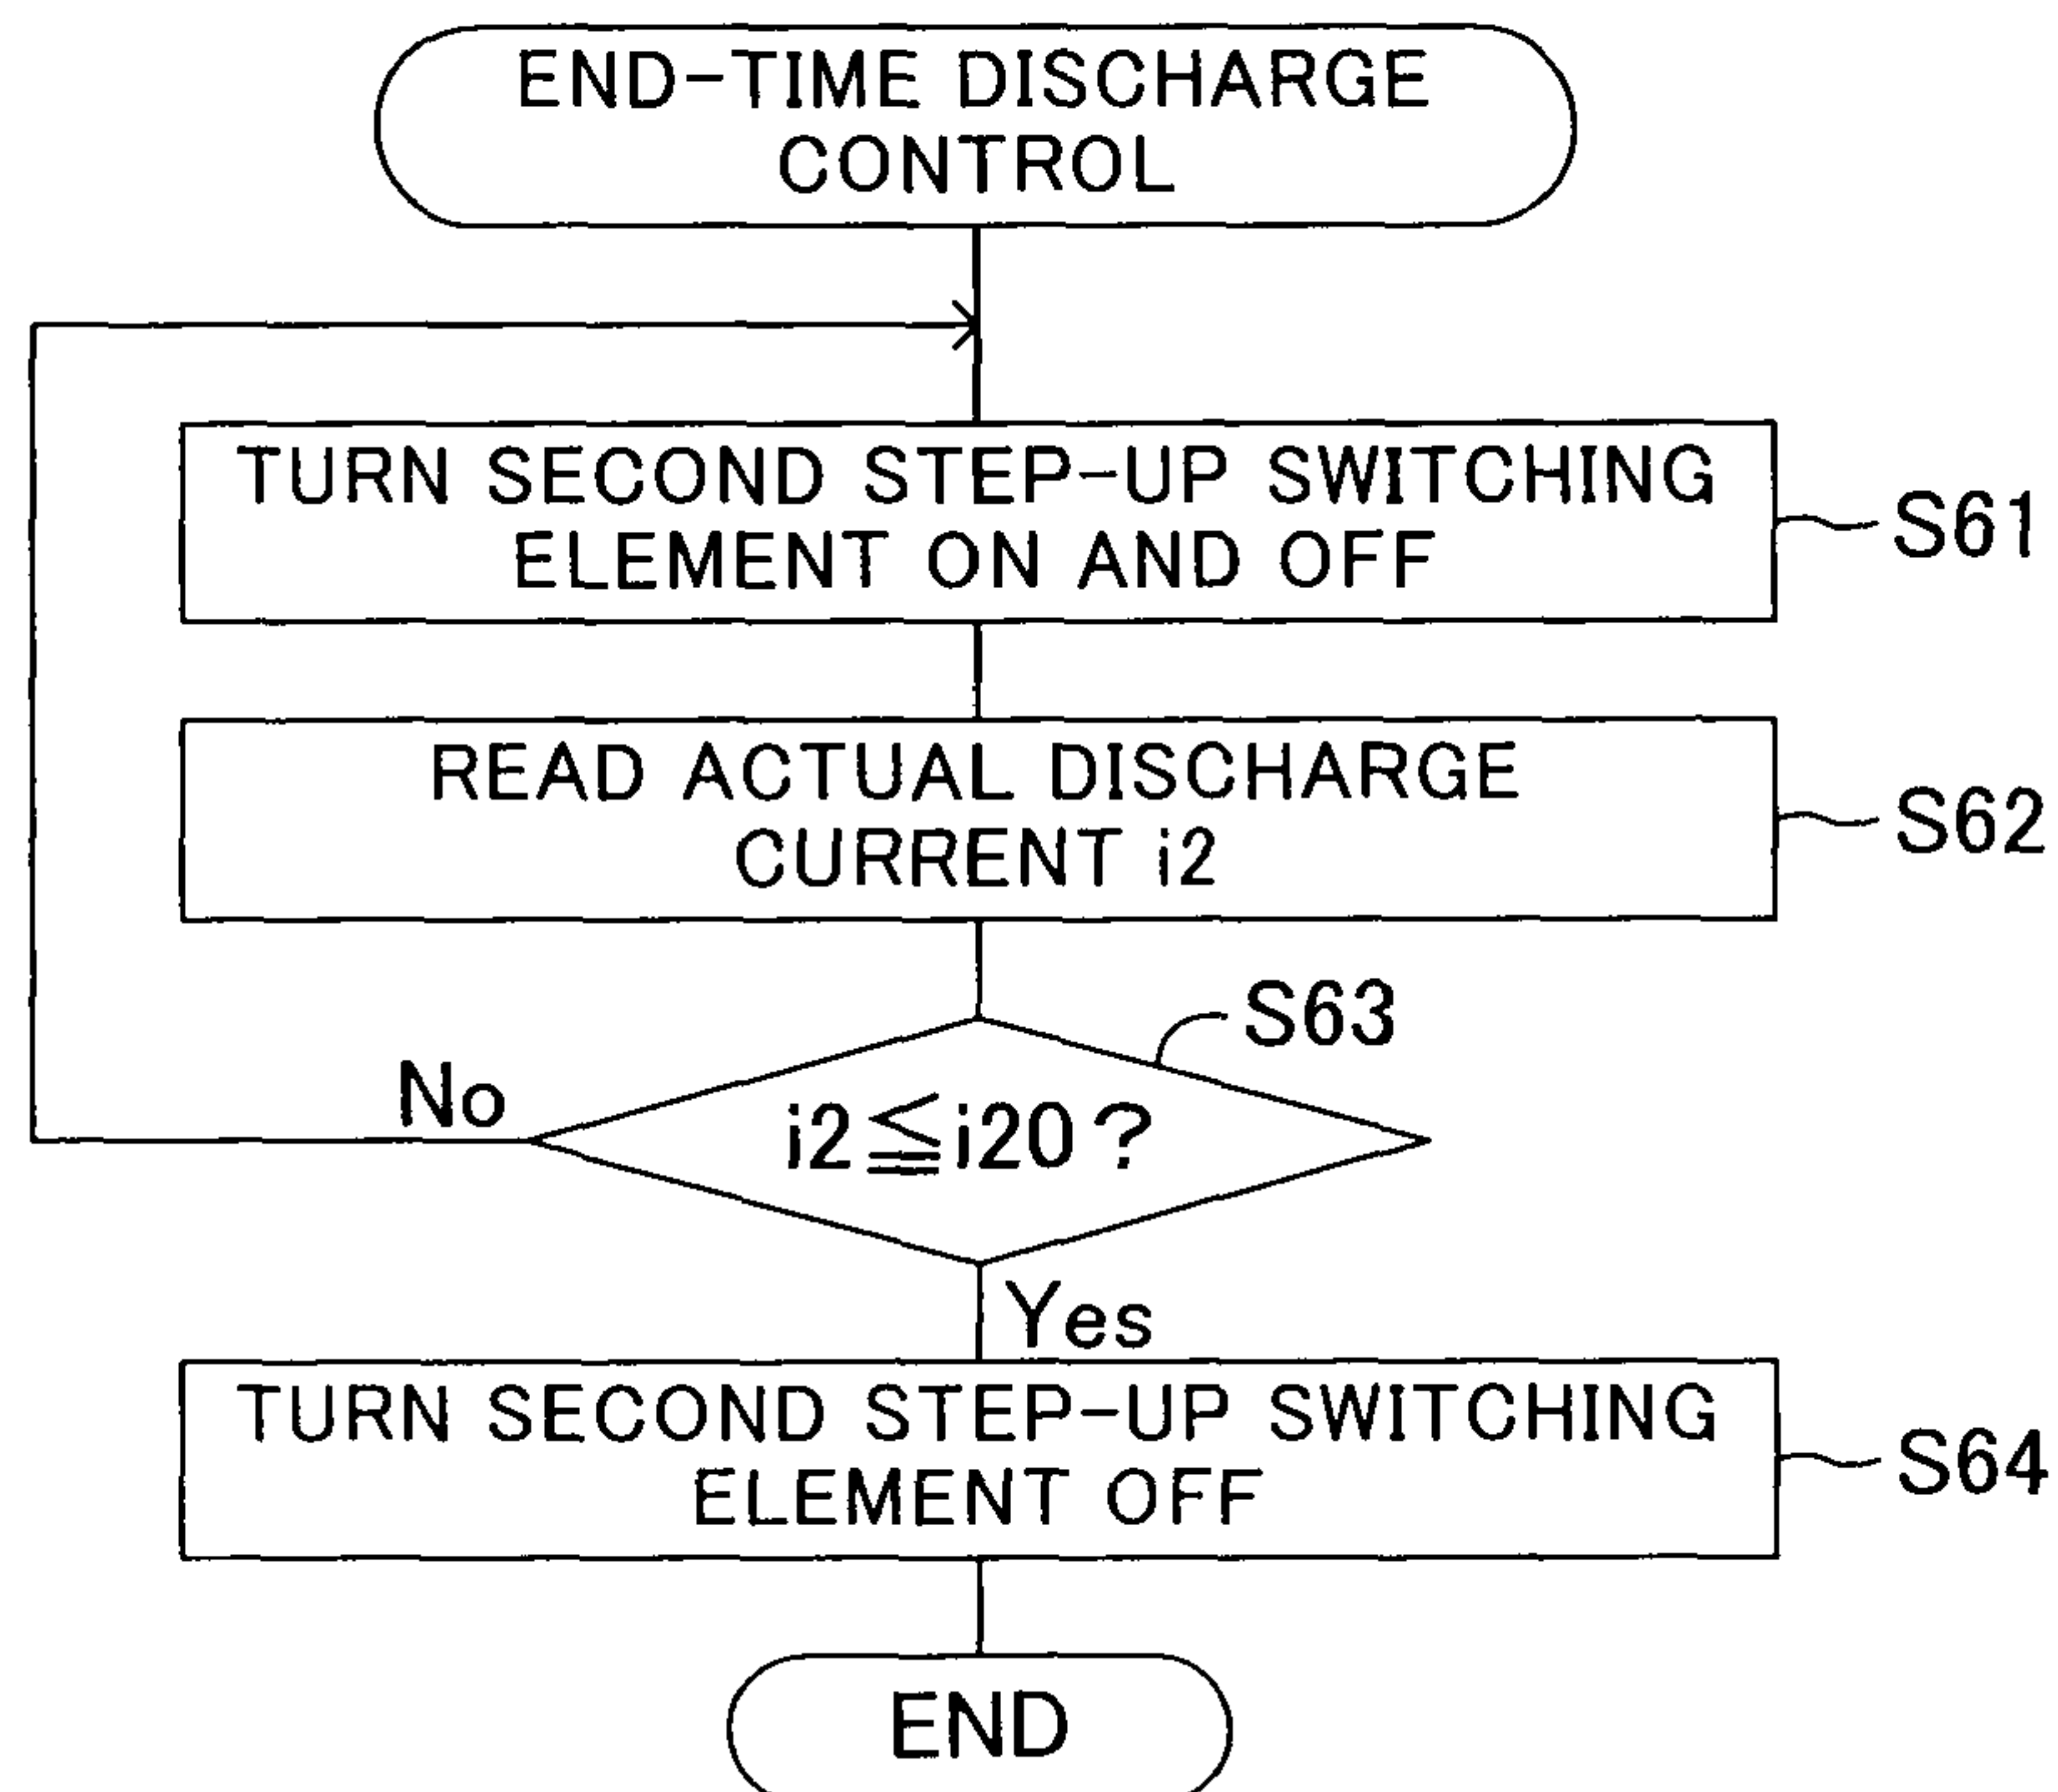 END-TIME DISCHARGE
CONTROL
TURN SECOND STEP-UP SWITCHING
ELEMENT ON AND OFF
S61
READ ACTUAL DISCHARGE
CURRENT i2
S62
S63
No
i2≦i20?
Yes
TURN SECOND STEP-UP SWITCHING
ELEMENT OFF
S64
END